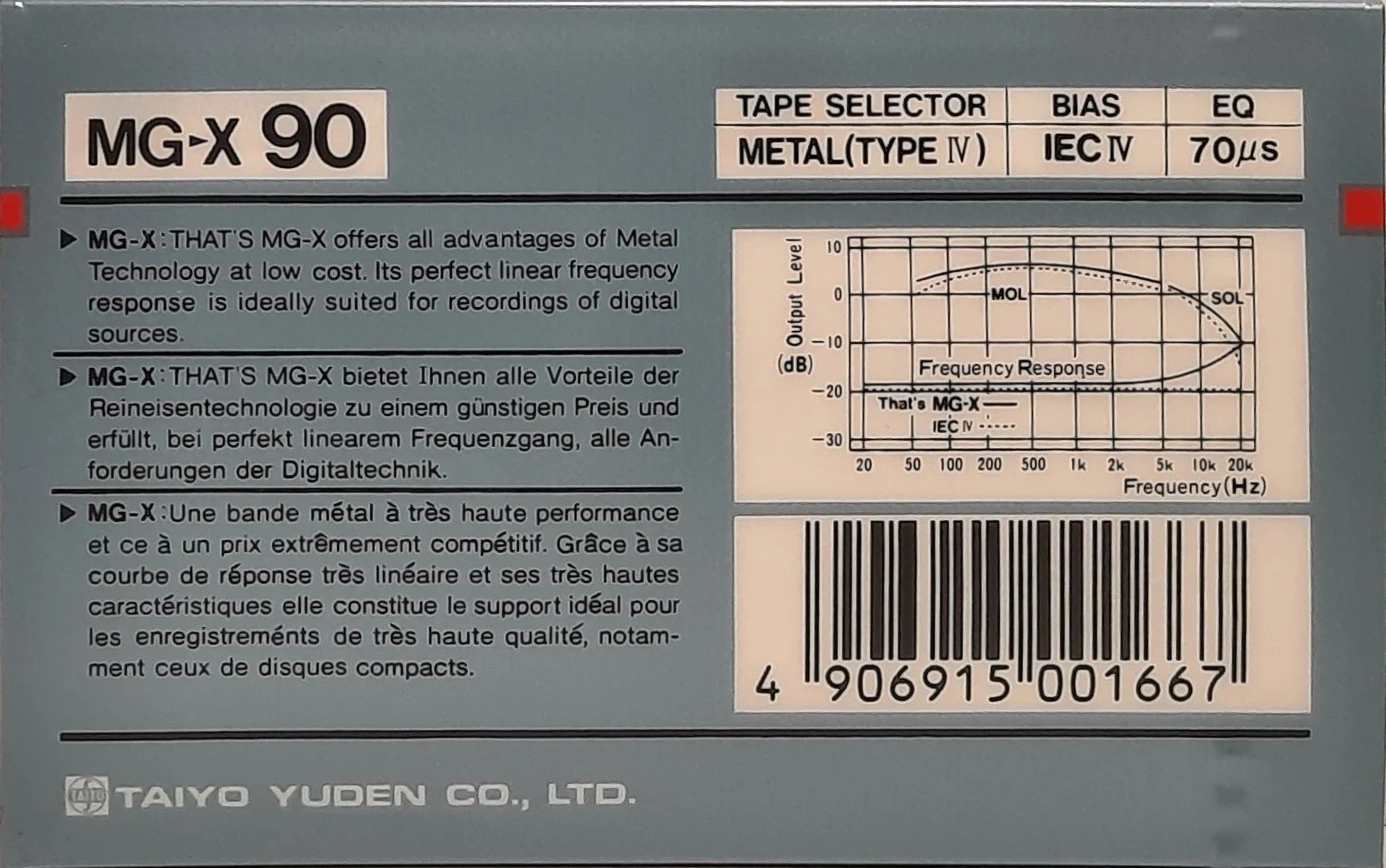 MG-X 90
TAPE SELECTOR BIAS EQ
METAL(TYPE Ⅳ) IEC Ⅳ 70μs
▶ MG-X:THAT'S MG-X offers all advantages of Metal
Technology at low cost. Its perfect linear frequency
response is ideally suited for recordings of digital
sources.
▶ MG-X:THAT'S MG-X bietet Ihnen alle Vorteile der
Reineisentechnologie zu einem günstigen Preis und
erfüllt, bei perfekt linearem Frequenzgang, alle An-
forderungen der Digitaltechnik.
▶ MG-X:Une bande métal à très haute performance
et ce à un prix extrêmement compétitif. Grâce à sa
courbe de réponse très linéaire et ses très hautes
caractéristiques elle constitue le support idéal pour
les enregistreménts de très haute qualité, notam-
ment ceux de disques compacts.
Output Level
(dB)
10
0
-10
-20
-30
MOL
SOL
Frequency Response
That's MG-X
IEC Ⅳ
20 50 100 200 500 1k 2k 5k 10k 20k
Frequency(Hz)
4 906915 001667
TAIYO
TAIYO YUDEN CO., LTD.